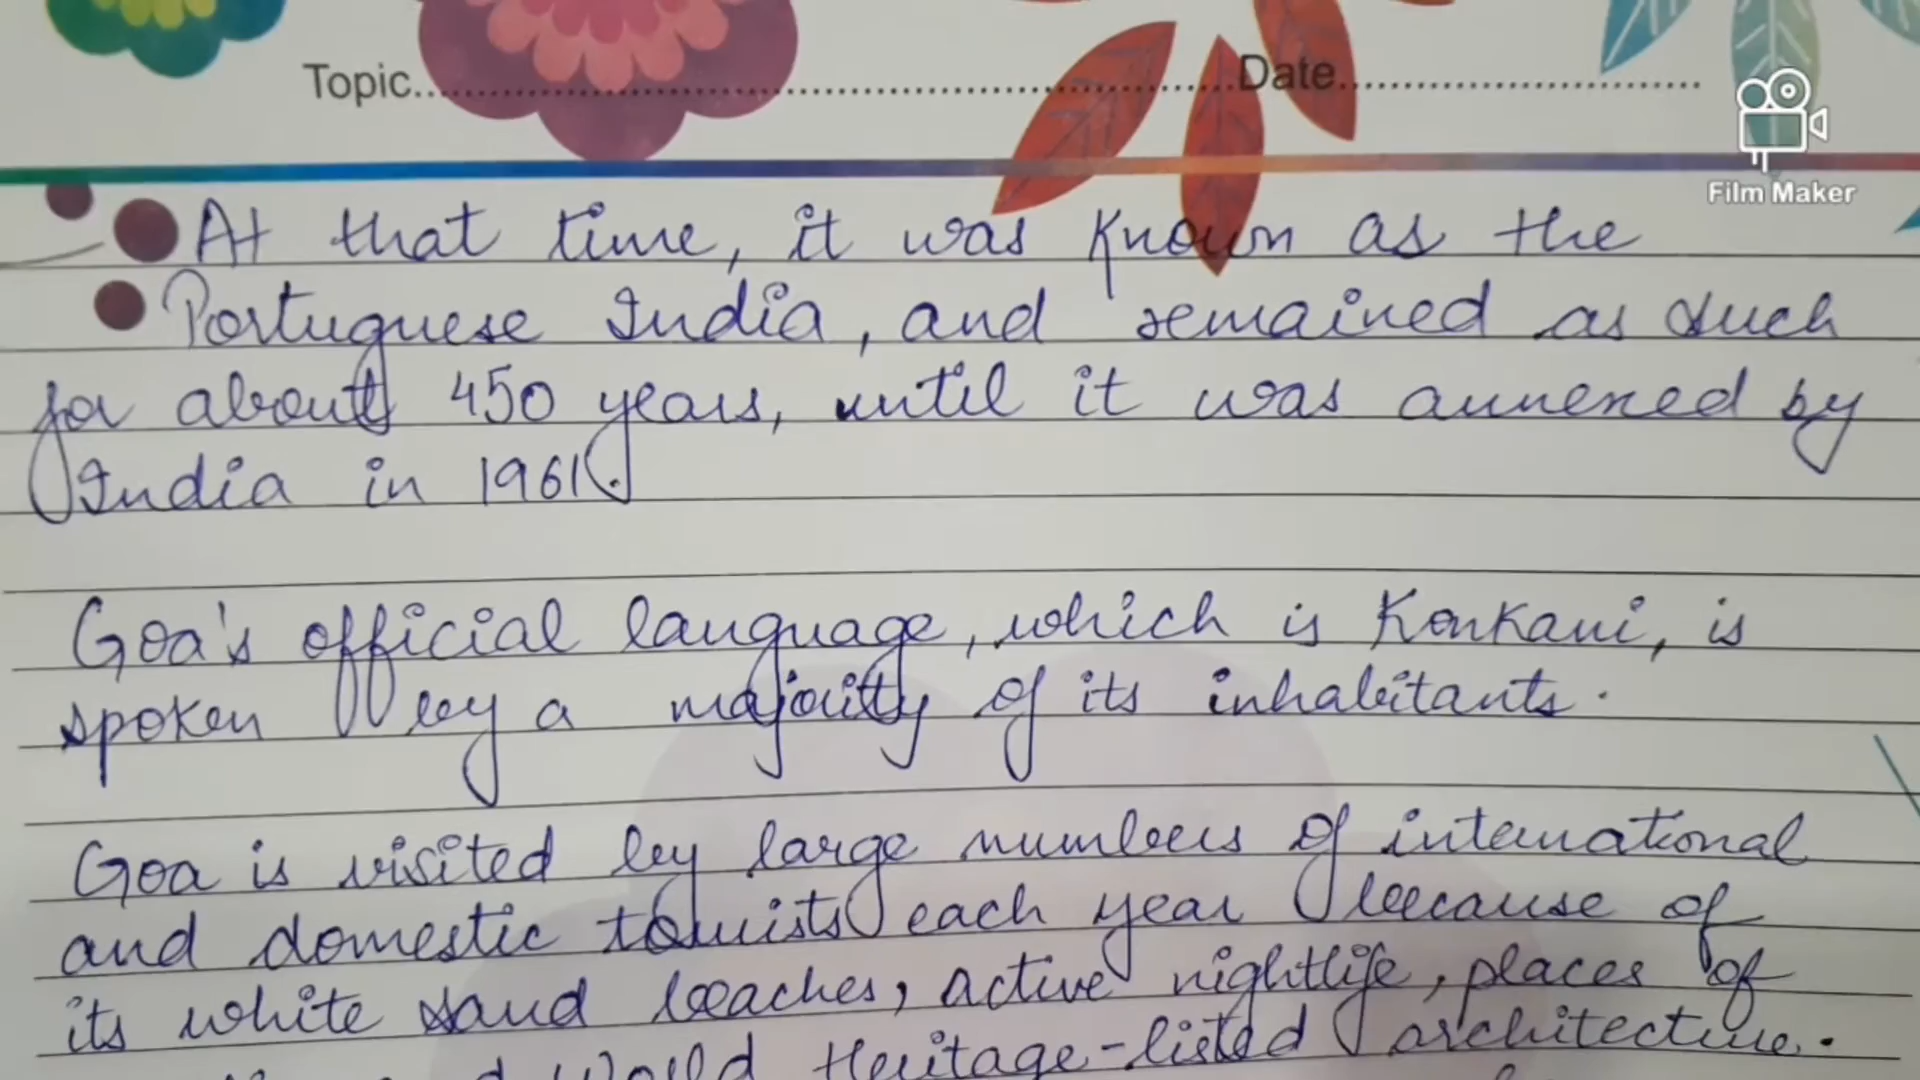 Topic.......... Date..........
Film Maker
At that time, it was Known as the
Portuguese India, and remained as such
for about 450 years, until it was annexed by
India in 1961.
Goa's official language, which is Konkani, is
spoken by a majority of its inhabitants.
Goa is visited by large numbers of international
and domestic tourists each year because of
its white sand beaches, active nightlife, places of
World Heritage-listed architecture.